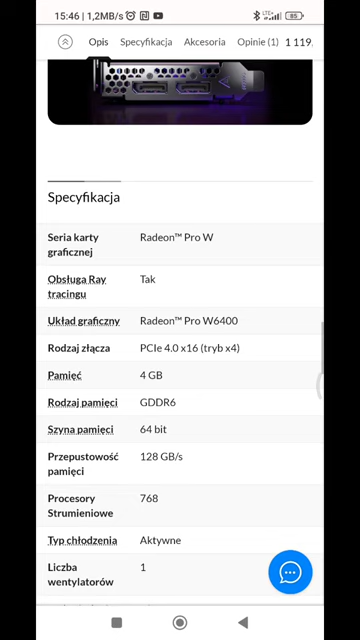 15:46 | 1,2MB/s
LTE+
85
Opis Specyfikacja Akcesoria Opinie (1) 1 119,
Specyfikacja
Seria karty graficznej Radeon™ Pro W
Obsługa Ray tracingu Tak
Układ graficzny Radeon™ Pro W6400
Rodzaj złącza PCIe 4.0 x16 (tryb x4)
Pamięć 4 GB
Rodzaj pamięci GDDR6
Szyna pamięci 64 bit
Przepustowość pamięci 128 GB/s
Procesory Strumieniowe 768
Typ chłodzenia Aktywne
Liczba wentylatorów 1